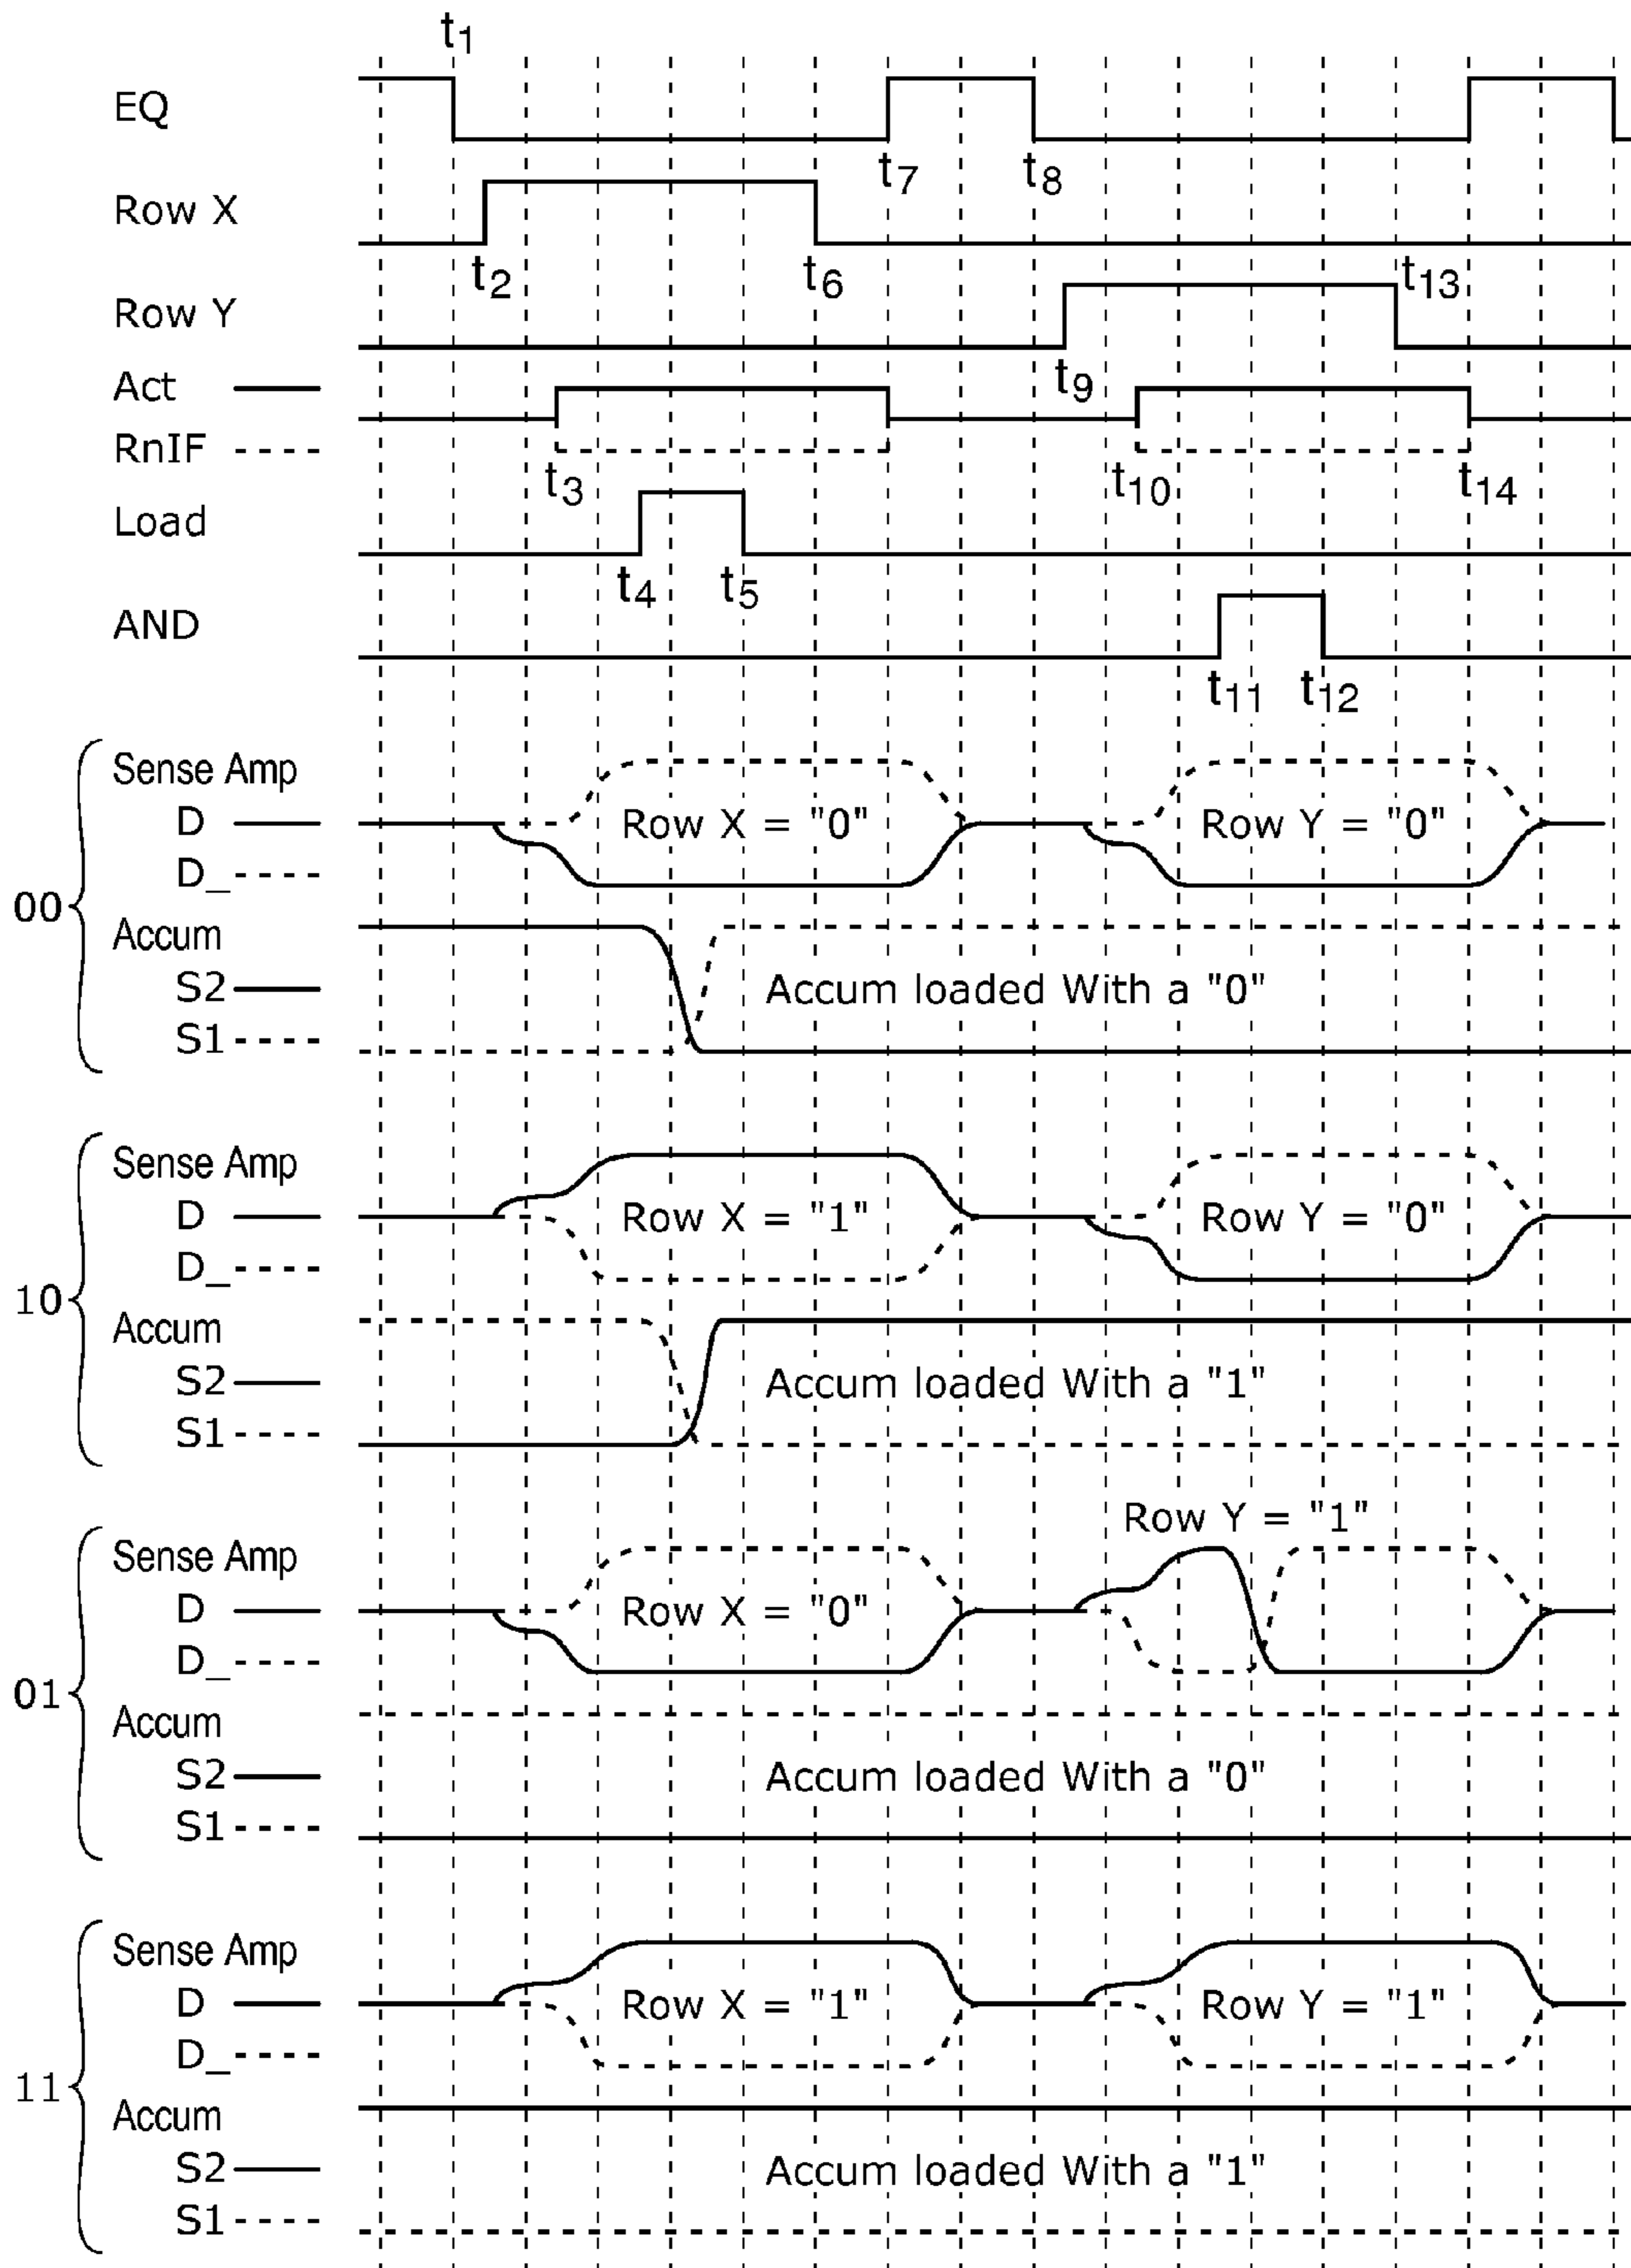 t1
EQ
t7 t8
Row X
t2 t6 t13
Row Y
Act
t9
RnIF
t3 t10 t14
Load
t4 t5
AND
t11 t12
00
Sense Amp
D Row X = "0" Row Y = "0"
D_
Accum
S2 Accum loaded With a "0"
S1
10
Sense Amp
D Row X = "1" Row Y = "0"
D_
Accum
S2 Accum loaded With a "1"
S1
Row Y = "1"
01
Sense Amp
D Row X = "0"
D_
Accum
S2 Accum loaded With a "0"
S1
11
Sense Amp
D Row X = "1" Row Y = "1"
D_
Accum
S2 Accum loaded With a "1"
S1